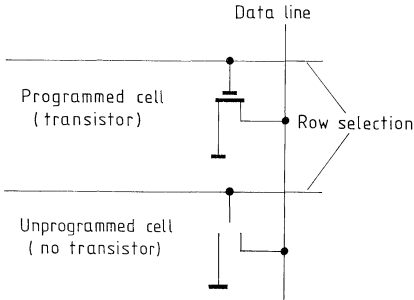 Data line
Programmed cell
(transistor)
Row selection
Unprogrammed cell
(no transistor)